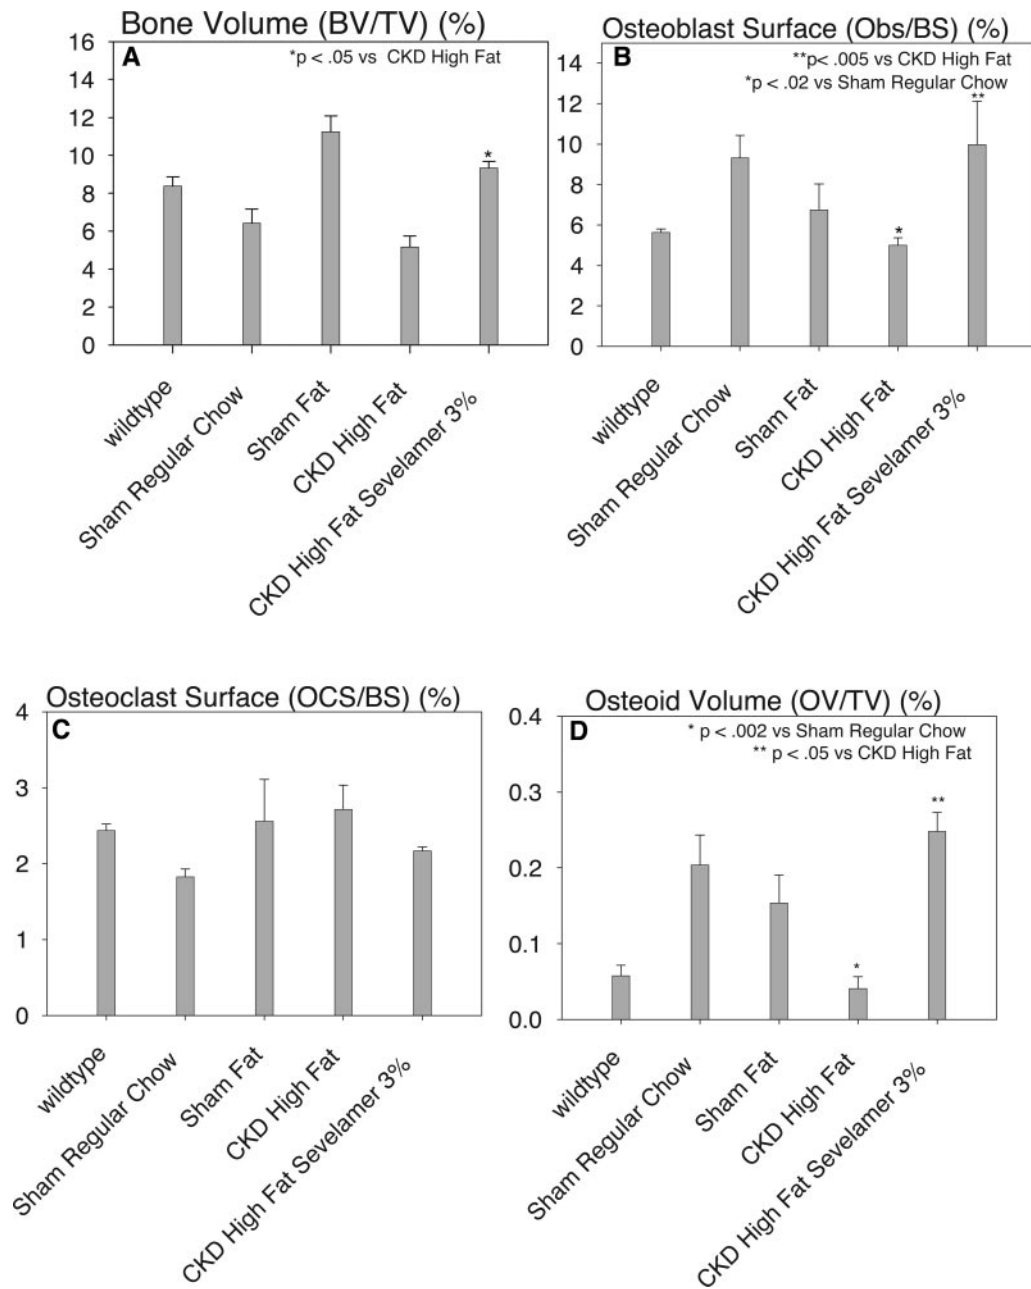 Bone Volume (BV/TV) (%)
A
*p < .05 vs CKD High Fat
16
14
12
10
8
6
4
2
0
*
wildtype
Sham Regular Chow
Sham Fat
CKD High Fat
CKD High Fat Sevelamer 3%
Osteoblast Surface (Obs/BS) (%)
B
**p< .005 vs CKD High Fat
*p < .02 vs Sham Regular Chow
14
12
10
8
6
4
2
0
*
**
wildtype
Sham Regular Chow
Sham Fat
CKD High Fat
CKD High Fat Sevelamer 3%
Osteoclast Surface (OCS/BS) (%)
C
4
3
2
1
0
wildtype
Sham Regular Chow
Sham Fat
CKD High Fat
CKD High Fat Sevelamer 3%
Osteoid Volume (OV/TV) (%)
D
* p < .002 vs Sham Regular Chow
** p < .05 vs CKD High Fat
0.4
0.3
0.2
0.1
0.0
*
**
wildtype
Sham Regular Chow
Sham Fat
CKD High Fat
CKD High Fat Sevelamer 3%